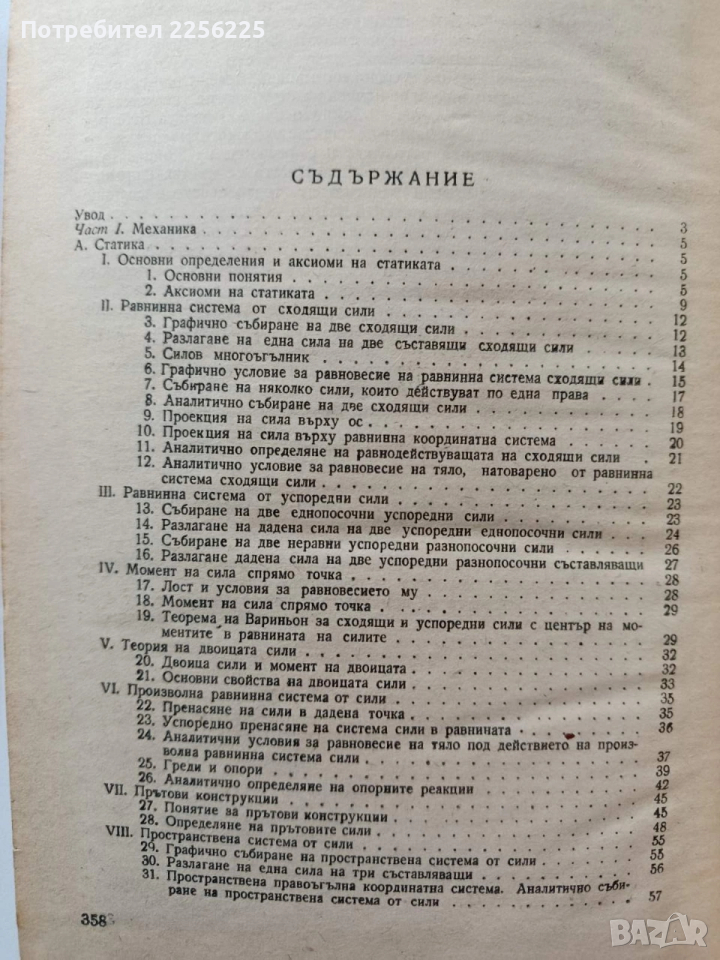 Потребител 2256225
СЪДЪРЖАНИЕ
Увод . . . 3
Част I. Механика . . . 5
А. Статика . . . 5
I. Основни определения и аксиоми на статиката . . . 5
1. Основни понятия . . . 5
2. Аксиоми на статиката . . . 9
II. Равнинна система от сходящи сили . . . 12
3. Графично събиране на две сходящи сили . . . 12
4. Разлагане на една сила на две съставящи сходящи сили . . . 13
5. Силов многоъгълник . . . 14
6. Графично условие за равновесие на равнинна система сходящи сили . 15
7. Събиране на няколко сили, които действуват по една права . . . 17
8. Аналитично събиране на две сходящи сили . . . 18
9. Проекция на сила върху ос . . . 19
10. Проекция на сила върху равнинна координатна система . . . 20
11. Аналитично определяне на равнодействуващата на сходящи сили . 21
12. Аналитично условие за равновесие на тяло, натоварено от равнинна
система сходящи сили . . . 22
III. Равнинна система от успоредни сили . . . 23
13. Събиране на две еднопосочни успоредни сили . . . 23
14. Разлагане на дадена сила на две успоредни еднопосочни сили . . . 24
15. Събиране на две неравни успоредни разнопосочни сили . . . 26
16. Разлагане дадена сила на две успоредни разнопосочни съставляващи 27
IV. Момент на сила спрямо точка . . . 28
17. Лост и условия за равновесието му . . . 28
18. Момент на сила спрямо точка . . . 29
19. Теорема на Вариньон за сходящи и успоредни сили с център на мо-
ментите в равнината на силите . . . 29
V. Теория на двоицата сили . . . 32
20. Двоица сили и момент на двоицата . . . 32
21. Основни свойства на двоицата сили . . . 33
VI. Произволна равнинна система от сили . . . 35
22. Пренасяне на сили в дадена точка . . . 35
23. Успоредно пренасяне на система сили в равничата . . . 36
24. Аналитични условия за равновесие на тяло под действието на произ-
волна равнинна система сили . . . 37
25. Греди и опори . . . 39
26. Аналитично определяне на опорните реакции . . . 42
VII. Прътови конструкции . . . 45
27. Понятие за прътови конструкции . . . 45
28. Определяне на прътовите сили . . . 48
VIII. Пространствена система от сили . . . 55
29. Графично събиране на пространствена система от сили . . . 55
30. Разлагане на една сила на три съставляващи . . . 56
31. Пространствена правоъгълна координатна система. Аналитично съби-
ране на пространствена система от сили . . . 57
358
BAZAR